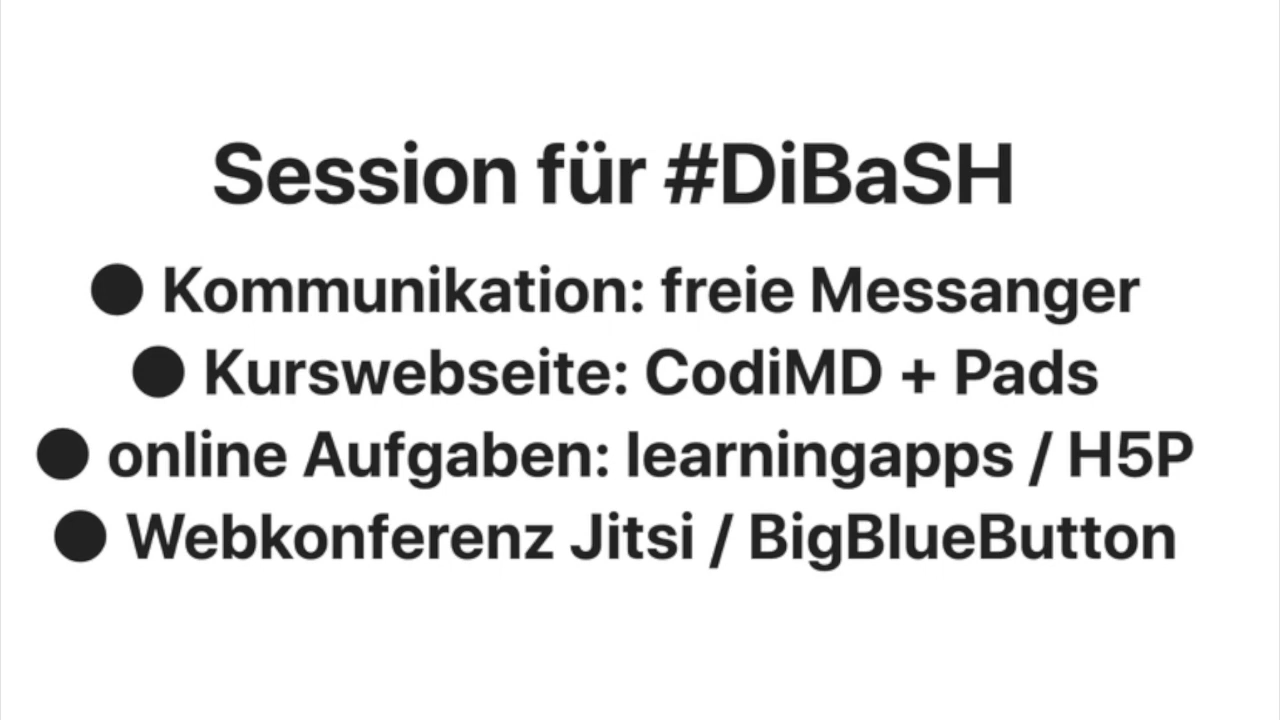 Session für #DiBaSH
● Kommunikation: freie Messanger
● Kurswebseite: CodiMD + Pads
● online Aufgaben: learningapps / H5P
● Webkonferenz Jitsi / BigBlueButton